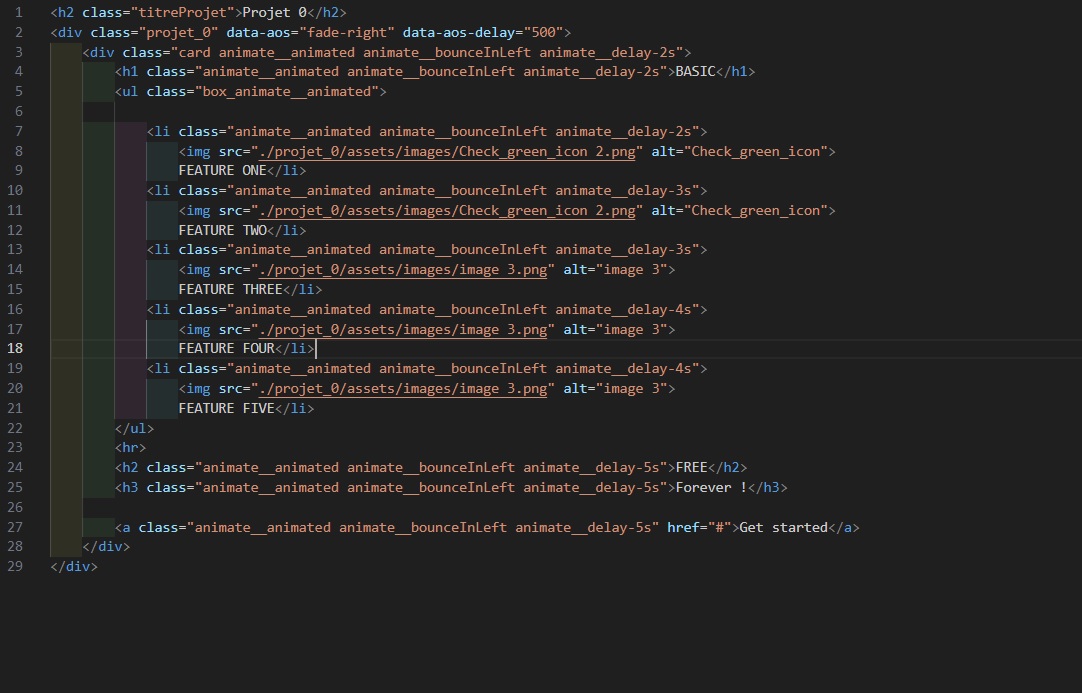 1 <h2 class="titreProjet">Projet 0</h2>
2 <div class="projet_0" data-aos="fade-right" data-aos-delay="500">
3     <div class="card animate__animated animate__bounceInLeft animate__delay-2s">
4         <h1 class="animate__animated animate__bounceInLeft animate__delay-2s">BASIC</h1>
5         <ul class="box_animate__animated">
6
7             <li class="animate__animated animate__bounceInLeft animate__delay-2s">
8                 <img src="./projet_0/assets/images/Check_green_icon 2.png" alt="Check_green_icon">
9                 FEATURE ONE</li>
10             <li class="animate__animated animate__bounceInLeft animate__delay-3s">
11                 <img src="./projet_0/assets/images/Check_green_icon 2.png" alt="Check_green_icon">
12                 FEATURE TWO</li>
13             <li class="animate__animated animate__bounceInLeft animate__delay-3s">
14                 <img src="./projet_0/assets/images/image 3.png" alt="image 3">
15                 FEATURE THREE</li>
16             <li class="animate__animated animate__bounceInLeft animate__delay-4s">
17                 <img src="./projet_0/assets/images/image 3.png" alt="image 3">
18                 FEATURE FOUR</li>
19             <li class="animate__animated animate__bounceInLeft animate__delay-4s">
20                 <img src="./projet_0/assets/images/image 3.png" alt="image 3">
21                 FEATURE FIVE</li>
22         </ul>
23         <hr>
24         <h2 class="animate__animated animate__bounceInLeft animate__delay-5s">FREE</h2>
25         <h3 class="animate__animated animate__bounceInLeft animate__delay-5s">Forever !</h3>
26
27         <a class="animate__animated animate__bounceInLeft animate__delay-5s" href="#">Get started</a>
28     </div>
29 </div>